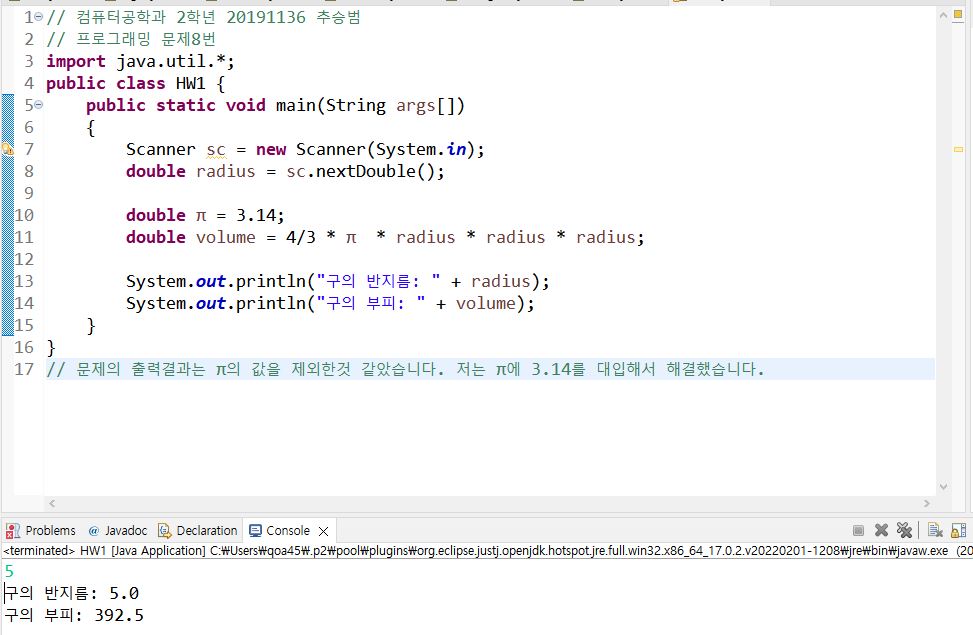 1 // 컴퓨터공학과 2학년 20191136 추승범
2 // 프로그래밍 문제8번
3 import java.util.*;
4 public class HW1 {
5 public static void main(String args[])
6 {
7 Scanner sc = new Scanner(System.in);
8 double radius = sc.nextDouble();
9
10 double π = 3.14;
11 double volume = 4/3 * π  * radius * radius * radius;
12
13 System.out.println("구의 반지름: " + radius);
14 System.out.println("구의 부피: " + volume);
15 }
16 }
17 // 문제의 출력결과는 π의 값을 제외한것 같았습니다. 저는 π에 3.14를 대입해서 해결했습니다.
Problems @ Javadoc Declaration Console
<terminated> HW1 [Java Application] C:₩Users₩qoa45₩.p2₩pool₩plugins₩org.eclipse.justj.openjdk.hotspot.jre.full.win32.x86_64_17.0.2.v20220201-1208₩jre₩bin₩javaw.exe (20
5
구의 반지름: 5.0
구의 부피: 392.5